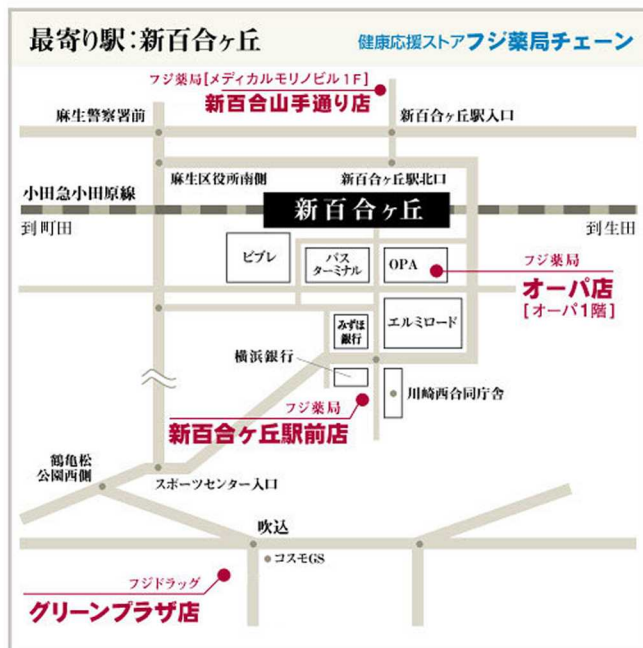 最寄り駅：新百合ヶ丘
健康応援ストアフジ薬局チェーン
フジ薬局[メディカルモリノビル1F]
新百合山手通り店
麻生警察署前
新百合ヶ丘駅入口
麻生区役所南側
新百合ヶ丘駅北口
小田急小田原線
新百合ヶ丘
到町田
到生田
ビブレ
バス
ターミナル
OPA
フジ薬局
オーパ店
[オーパ1階]
みずほ
銀行
エルミロード
横浜銀行
川崎西合同庁舎
フジ薬局
新百合ヶ丘駅前店
鶴亀松
公園西側
スポーツセンター入口
吹込
コスモGS
フジドラッグ
グリーンプラザ店